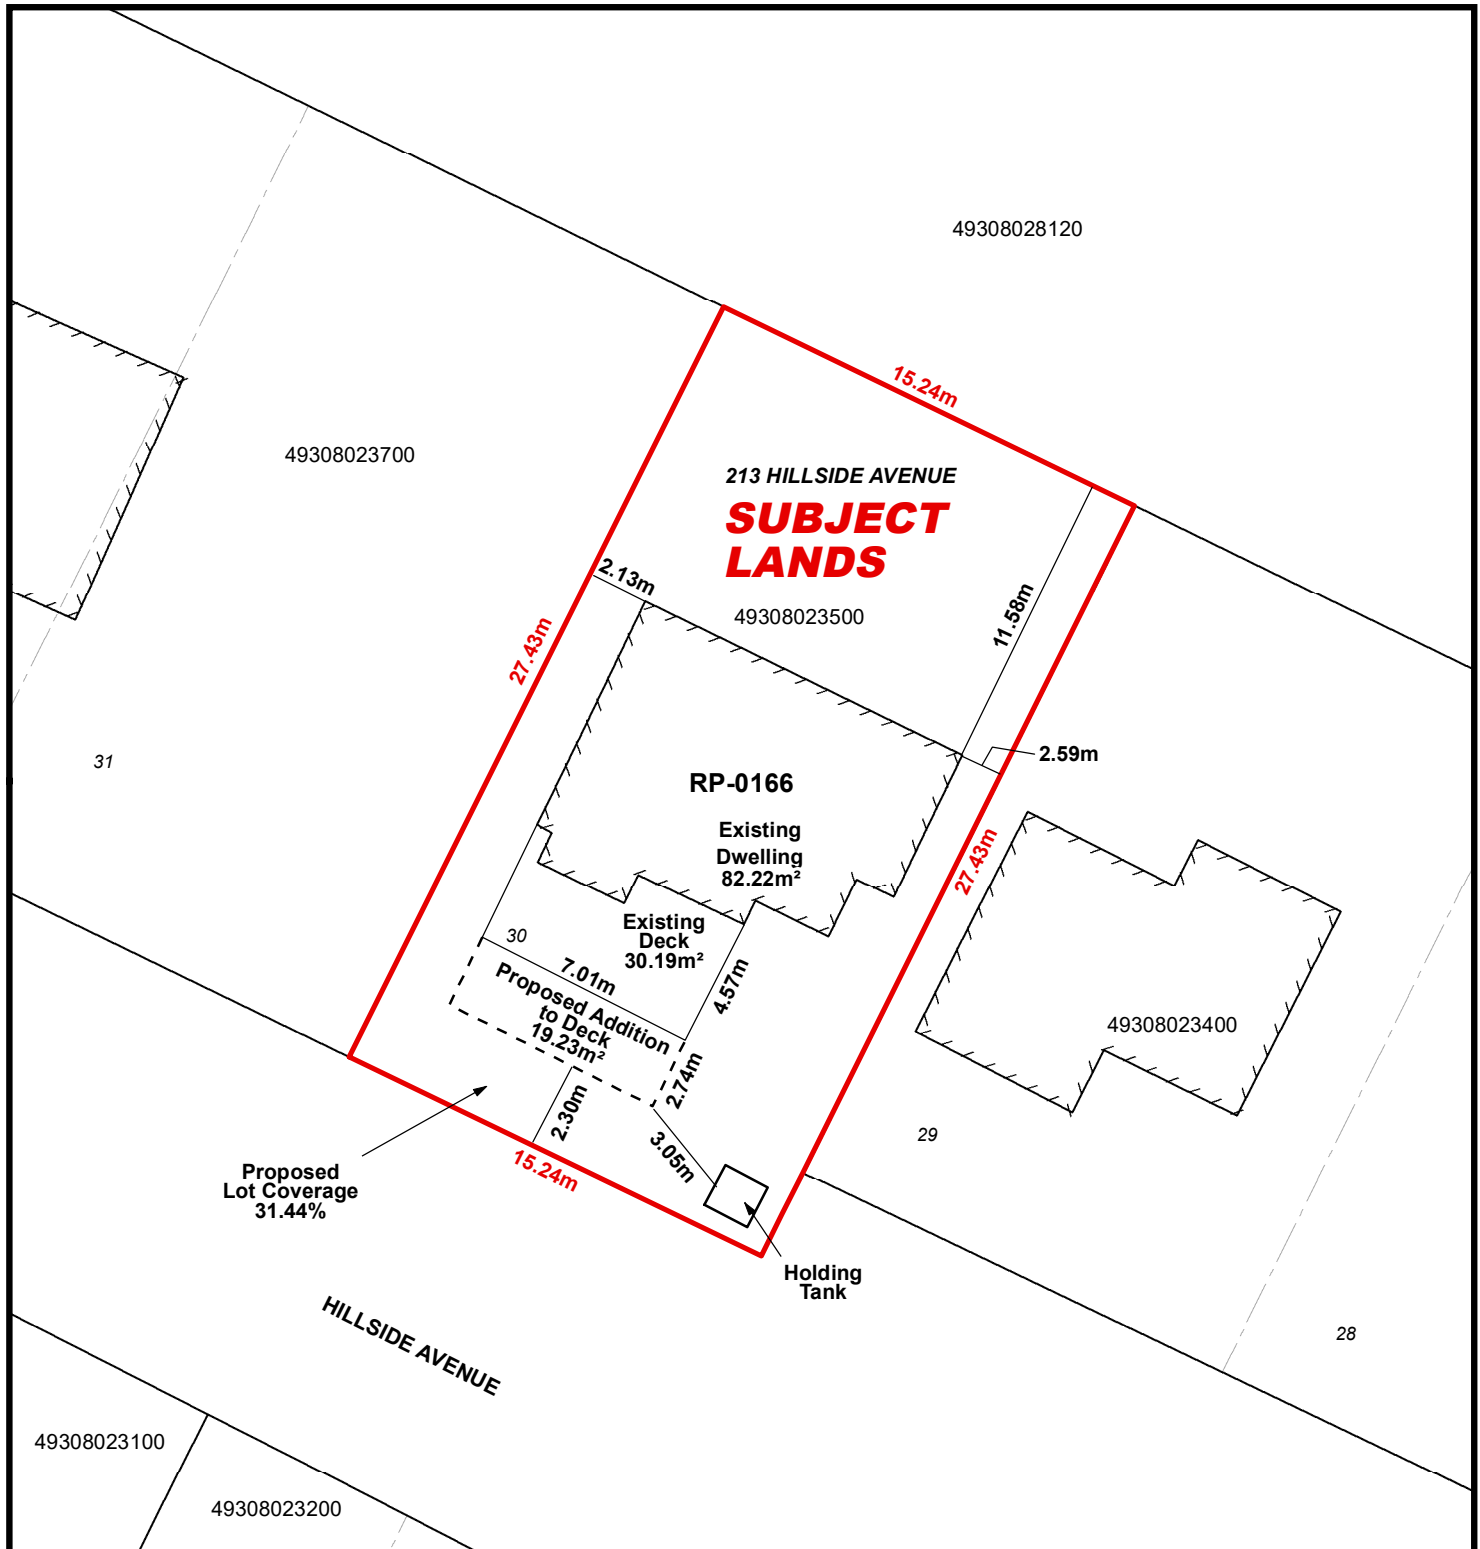 49308028120
15.24m
49308023700
213 HILLSIDE AVENUE
SUBJECT
LANDS
2.13m
49308023500
11.58m
27.43m
31
2.59m
RP-0166
Existing
Dwelling
82.22m²
27.43m
Existing
Deck
30.19m²
30
7.01m
4.57m
Proposed Addition
to Deck
19.23m²
49308023400
2.74m
2.30m
3.05m
29
15.24m
Proposed
Lot Coverage
31.44%
Holding
Tank
HILLSIDE AVENUE
28
49308023100
49308023200